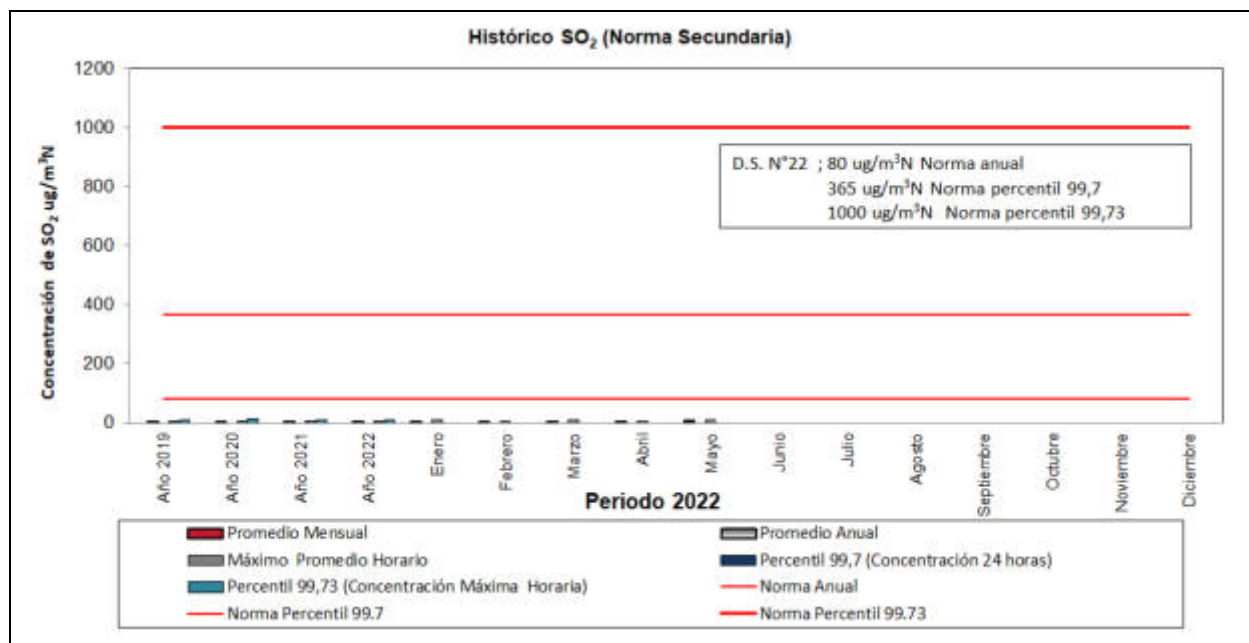 Histórico SO₂ (Norma Secundaria)
Concentración de SO₂ ug/m³N
1200
1000
800
600
400
200
0
D.S. N°22 ; 80 ug/m³N Norma anual
365 ug/m³N Norma percentil 99,7
1000 ug/m³N Norma percentil 99,73
Año 2019
Año 2020
Año 2021
Año 2022
Enero
Febrero
Marzo
Abril
Mayo
Junio
Julio
Agosto
Septiembre
Octubre
Noviembre
Diciembre
Periodo 2022
Promedio Mensual
Promedio Anual
Máximo Promedio Horario
Percentil 99,7 (Concentración 24 horas)
Percentil 99,73 (Concentración Máxima Horaria)
Norma Anual
Norma Percentil 99.7
Norma Percentil 99.73